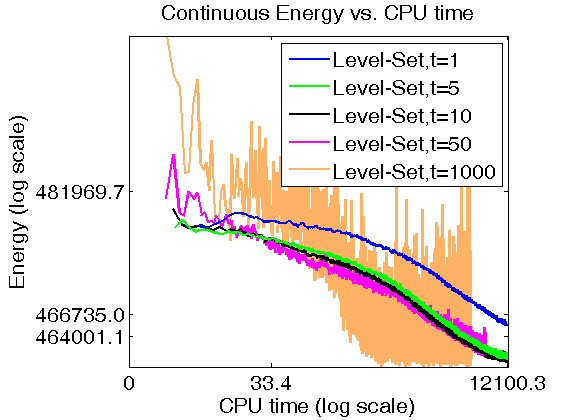 Continuous Energy vs. CPU time
Level-Set,t=1
Level-Set,t=5
Level-Set,t=10
Level-Set,t=50
Level-Set,t=1000
Energy (log scale)
481969.7
466735.0
464001.1
0 33.4 12100.3
CPU time (log scale)